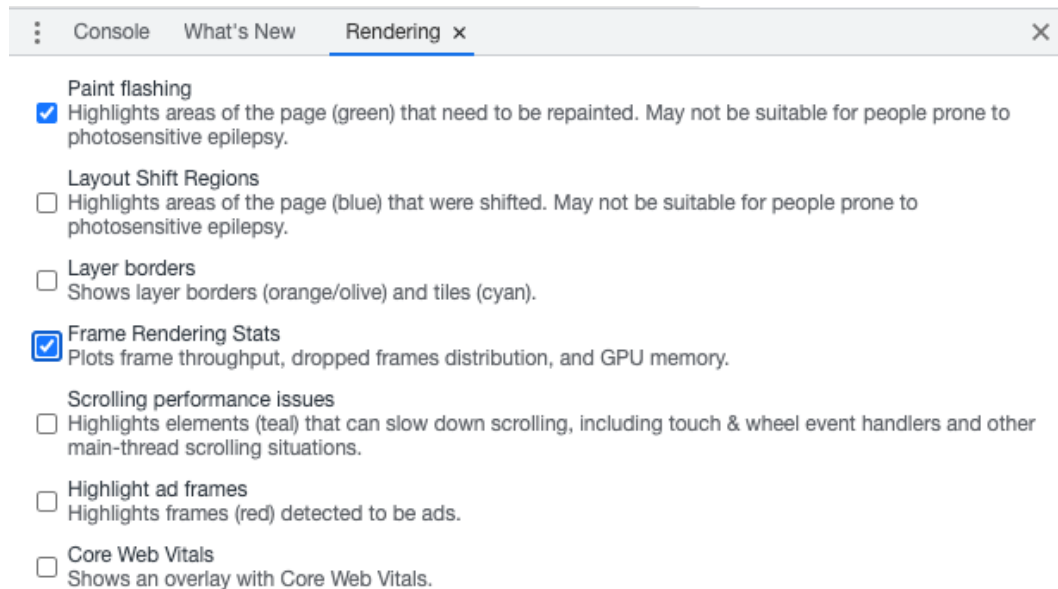 Console What's New Rendering
Paint flashing
Highlights areas of the page (green) that need to be repainted. May not be suitable for people prone to
photosensitive epilepsy.
Layout Shift Regions
Highlights areas of the page (blue) that were shifted. May not be suitable for people prone to
photosensitive epilepsy.
Layer borders
Shows layer borders (orange/olive) and tiles (cyan).
Frame Rendering Stats
Plots frame throughput, dropped frames distribution, and GPU memory.
Scrolling performance issues
Highlights elements (teal) that can slow down scrolling, including touch & wheel event handlers and other
main-thread scrolling situations.
Highlight ad frames
Highlights frames (red) detected to be ads.
Core Web Vitals
Shows an overlay with Core Web Vitals.